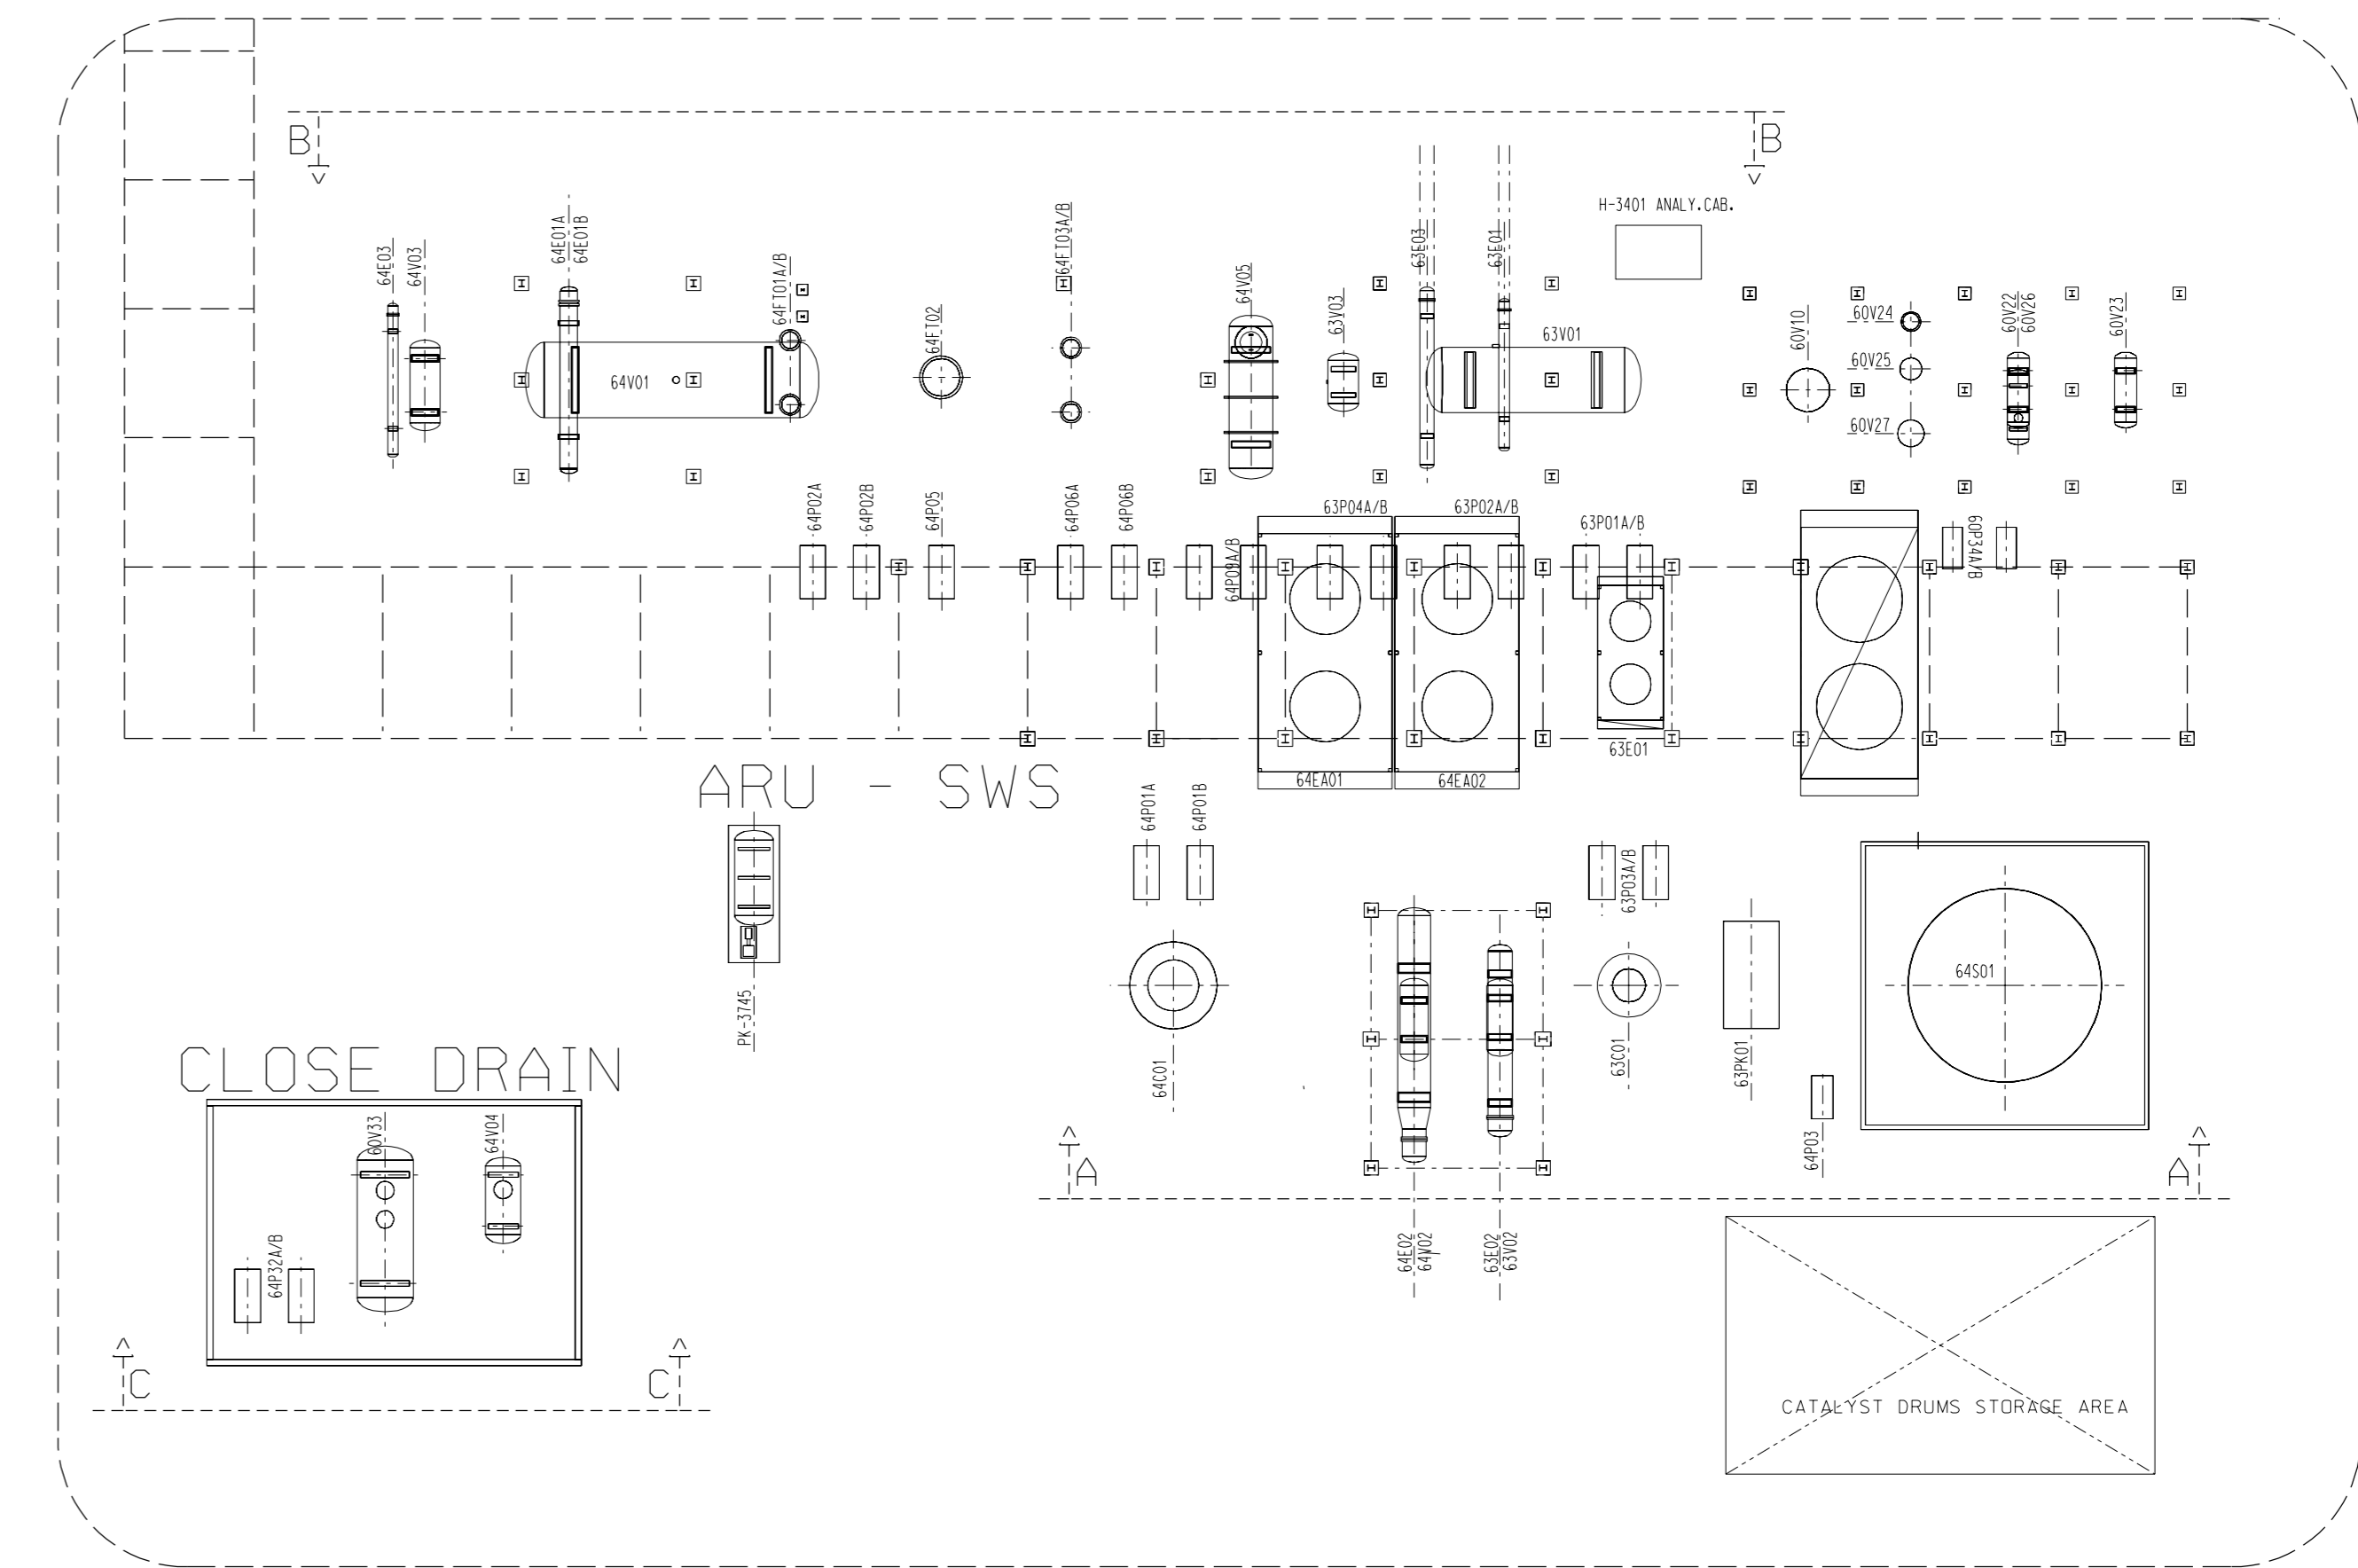 B
B
H-3401 ANALY.CAB.
64E03
64V03
64E01A
64E01B
64FT01A/B
64FT02
64FT03A/B
64V05
63V03
63E03
63E01
63V01
64V01
60V10
60V24
60V25
60V27
60V22
60V26
60V23
64P02A
64P02B
64P05
64P06A
64P06B
64P09A/B
63P04A/B
63P02A/B
63P01A/B
60P34A/B
63E01
64EA01
64EA02
ARU - SWS
64P01A
64P01B
63P03A/B
PK-3745
64C01
63C01
63PK01
64S01
64P03
CLOSE DRAIN
60V33
64V04
64P32A/B
A
A
64E02
64V02
63E02
63V02
C
C
CATALYST DRUMS STORAGE AREA